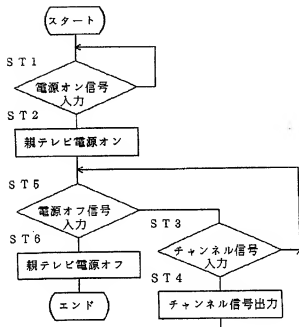 スタート
ST1
電源オン信号
入力
ST2
親テレビ電源オン
ST5
電源オフ信号
入力
ST3
チャンネル信号
入力
ST6
親テレビ電源オフ
ST4
チャンネル信号出力
エンド